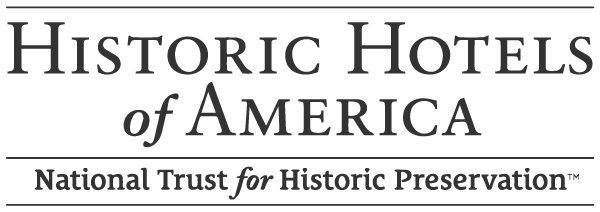 Historic Hotels
of America
National Trust for Historic Preservation™